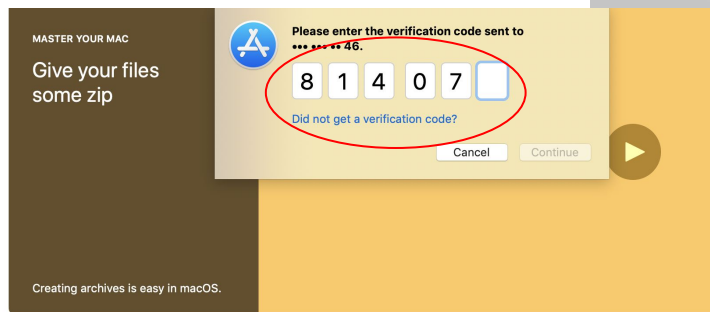 MASTER YOUR MAC
Give your files
some zip
Creating archives is easy in macOS.
Please enter the verification code sent to
••• ••• •• 46.
8 1 4 0 7
Did not get a verification code?
Cancel Continue